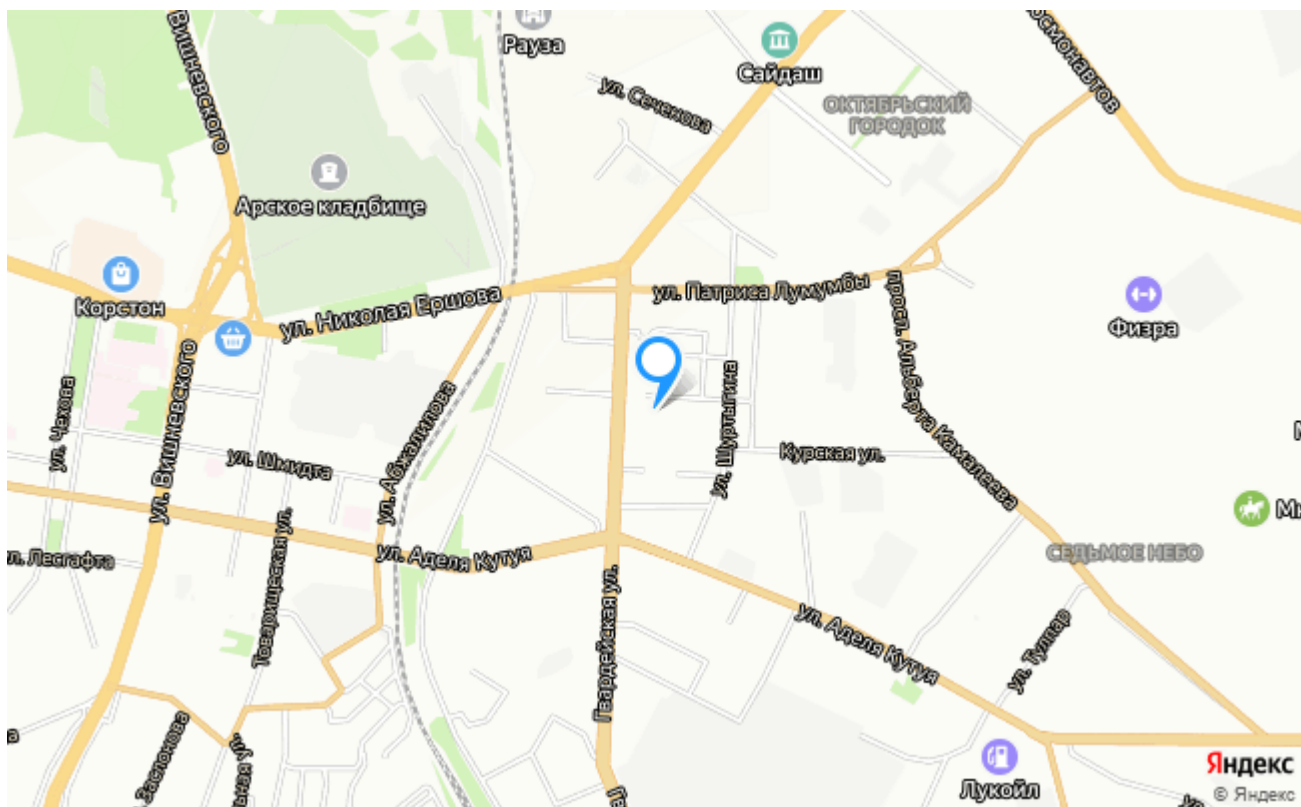 Вишневского
Рауза
Сайдаш
ул. Сеченова
ОКТЯБРЬСКИЙ
ГОРОДОК
Арское кладбище
Корстон
ул. Николая Ершова
ул. Патриса Лумумбы
просп. Альберта Камалеева
Физра
ул. Чехова
ул. Вишневского
ул. Шмидта
ул. Абжалилова
ул. Шуртыгина
Курская ул.
ул. Аделя Кутуя
Товарищеская ул.
Гвардейская ул.
ул. Аделя Кутуя
СЕДЬМОЕ НЕБО
ул. Тулпар
Заслонова
Лукойл
Яндекс
© Яндекс